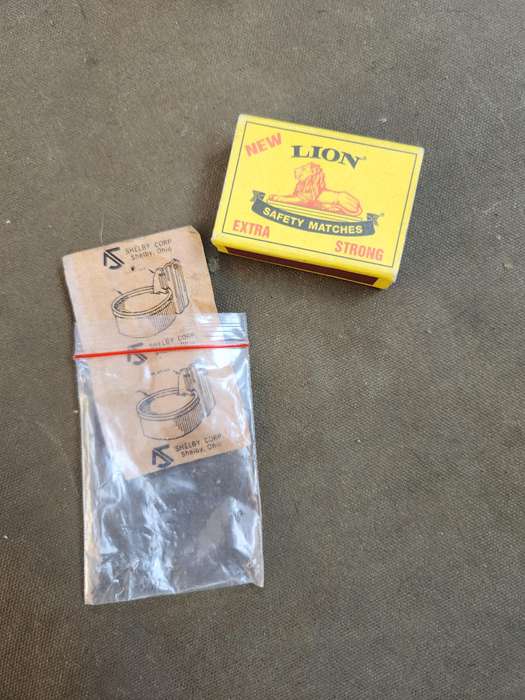 NEW
LION®
SAFETY MATCHES
EXTRA
STRONG
SHELBY CORP
Shelby, Ohio
SHELBY CORP
SHELBY CORP
Shelby, Ohio